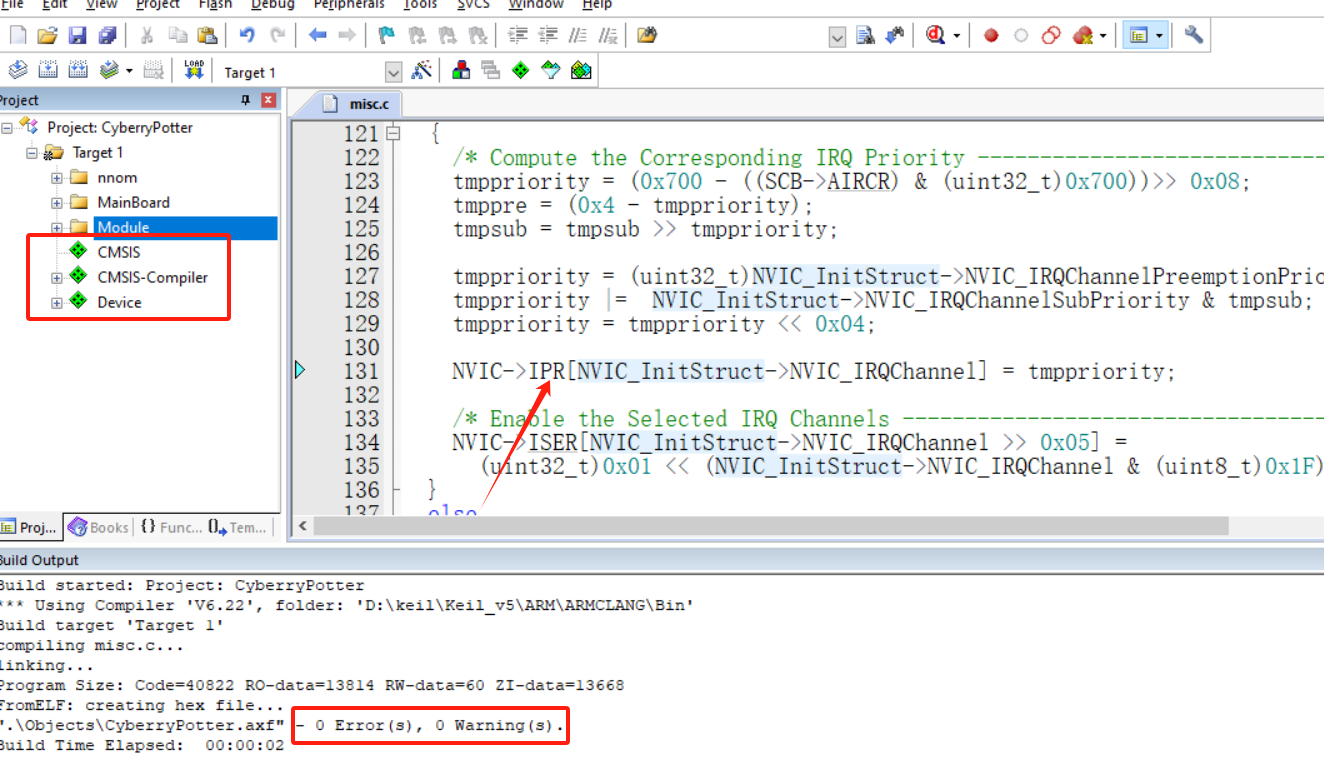 File Edit View Project Flash Debug Peripherals Tools SVCS Window Help
LOAD
Target 1
Project
Project: CyberryPotter
Target 1
nnom
MainBoard
Module
CMSIS
CMSIS-Compiler
Device
Proj... Books {} Func... Tem...
misc.c
121 {
122 /* Compute the Corresponding IRQ Priority ----------------------------
123 tmppriority = (0x700 - ((SCB->AIRCR) & (uint32_t)0x700))>> 0x08;
124 tmppre = (0x4 - tmppriority);
125 tmpsub = tmpsub >> tmppriority;
126
127 tmppriority = (uint32_t)NVIC_InitStruct->NVIC_IRQChannelPreemptionPrio
128 tmppriority |=  NVIC_InitStruct->NVIC_IRQChannelSubPriority & tmpsub;
129 tmppriority = tmppriority << 0x04;
130
131 NVIC->IPR[NVIC_InitStruct->NVIC_IRQChannel] = tmppriority;
132
133 /* Enable the Selected IRQ Channels ----------------------------------
134 NVIC->ISER[NVIC_InitStruct->NVIC_IRQChannel >> 0x05] =
135 (uint32_t)0x01 << (NVIC_InitStruct->NVIC_IRQChannel & (uint8_t)0x1F)
136 }
137 else
Build Output
Build started: Project: CyberryPotter
*** Using Compiler 'V6.22', folder: 'D:\keil\Keil_v5\ARM\ARMCLANG\Bin'
Build target 'Target 1'
compiling misc.c...
linking...
Program Size: Code=40822 RO-data=13814 RW-data=60 ZI-data=13668
FromELF: creating hex file...
".\Objects\CyberryPotter.axf" - 0 Error(s), 0 Warning(s).
Build Time Elapsed:  00:00:02